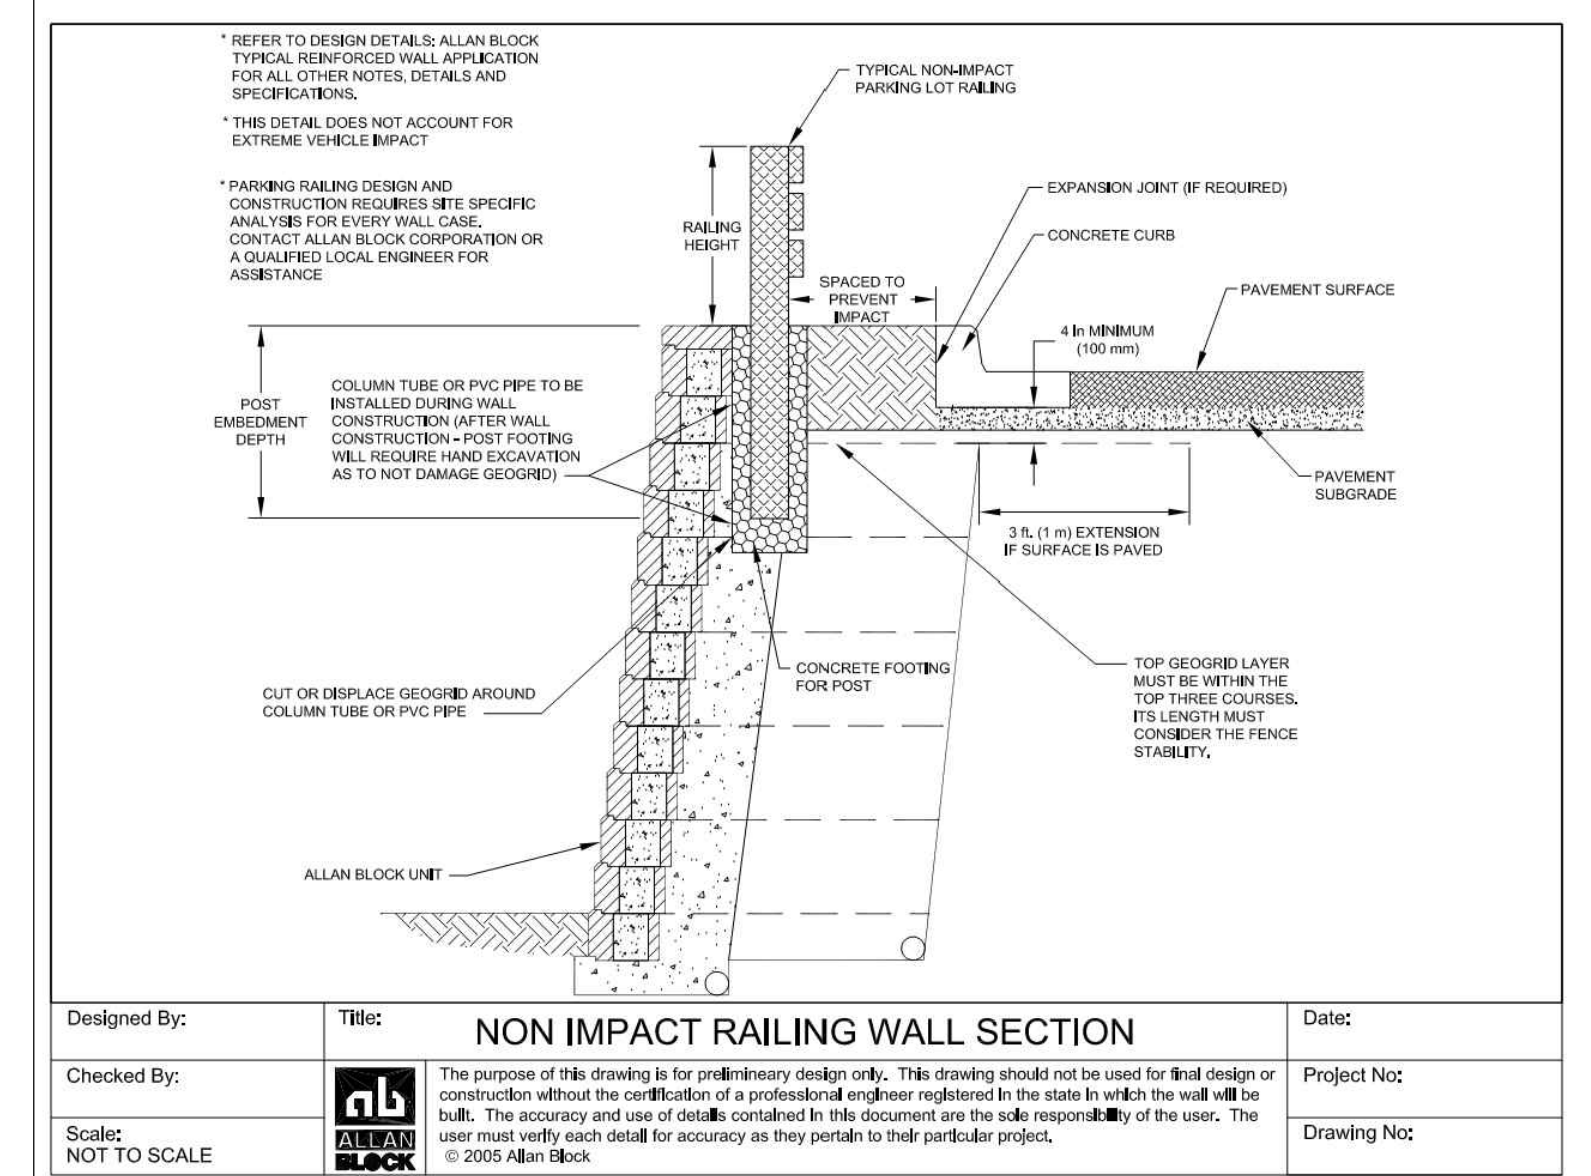 * REFER TO DESIGN DETAILS: ALLAN BLOCK
TYPICAL REINFORCED WALL APPLICATION
FOR ALL OTHER NOTES, DETAILS AND
SPECIFICATIONS.
* THIS DETAIL DOES NOT ACCOUNT FOR
EXTREME VEHICLE IMPACT
* PARKING RAILING DESIGN AND
CONSTRUCTION REQUIRES SITE SPECIFIC
ANALYSIS FOR EVERY WALL CASE.
CONTACT ALLAN BLOCK CORPORATION OR
A QUALIFIED LOCAL ENGINEER FOR
ASSISTANCE
TYPICAL NON-IMPACT
PARKING LOT RAILING
RAILING
HEIGHT
EXPANSION JOINT (IF REQUIRED)
CONCRETE CURB
SPACED TO
PREVENT
IMPACT
PAVEMENT SURFACE
4 In MINIMUM
(100 mm)
POST
EMBEDMENT
DEPTH
COLUMN TUBE OR PVC PIPE TO BE
INSTALLED DURING WALL
CONSTRUCTION (AFTER WALL
CONSTRUCTION - POST FOOTING
WILL REQUIRE HAND EXCAVATION
AS TO NOT DAMAGE GEOGRID)
PAVEMENT
SUBGRADE
3 ft. (1 m) EXTENSION
IF SURFACE IS PAVED
CONCRETE FOOTING
FOR POST
TOP GEOGRID LAYER
MUST BE WITHIN THE
TOP THREE COURSES.
ITS LENGTH MUST
CONSIDER THE FENCE
STABILITY.
CUT OR DISPLACE GEOGRID AROUND
COLUMN TUBE OR PVC PIPE
ALLAN BLOCK UNIT
Designed By:
Title:
NON IMPACT RAILING WALL SECTION
Date:
Checked By:
ab
ALLAN
BLOCK
The purpose of this drawing is for prelimineary design only. This drawing should not be used for final design or
construction without the certification of a professional engineer registered in the state in which the wall will be
built. The accuracy and use of details contained in this document are the sole responsibility of the user. The
user must verify each detail for accuracy as they pertain to their particular project.
© 2005 Allan Block
Project No:
Scale:
NOT TO SCALE
Drawing No: